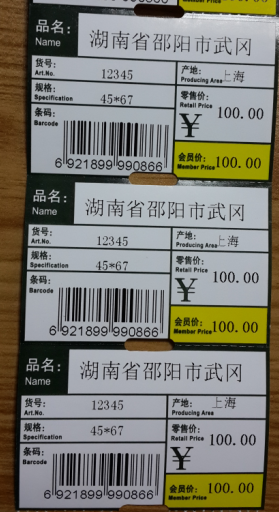 990866 100.00
品名: 湖南省邵阳市武冈
Name
货号: 12345 产地: 上海
Art.No. Producing Area
规格: 45*67 零售价:
Specification Retail Price
条码: ¥ 100.00
Barcode
会员价: 100.00
Member Price
6 921899 990866
品名: 湖南省邵阳市武冈
Name
货号: 12345 产地: 上海
Art.No. Producing Area
规格: 45*67 零售价:
Specification Retail Price
条码: ¥ 100.00
Barcode
会员价: 100.00
Member Price
6 921899 990866
品名: 湖南省邵阳市武冈
Name
货号: 12345 产地: 上海
Art.No. Producing Area
规格: 45*67 零售价:
Specification Retail Price
条码: ¥ 100.00
Barcode
会员价: 100.00
Member Price
6 921899 990866